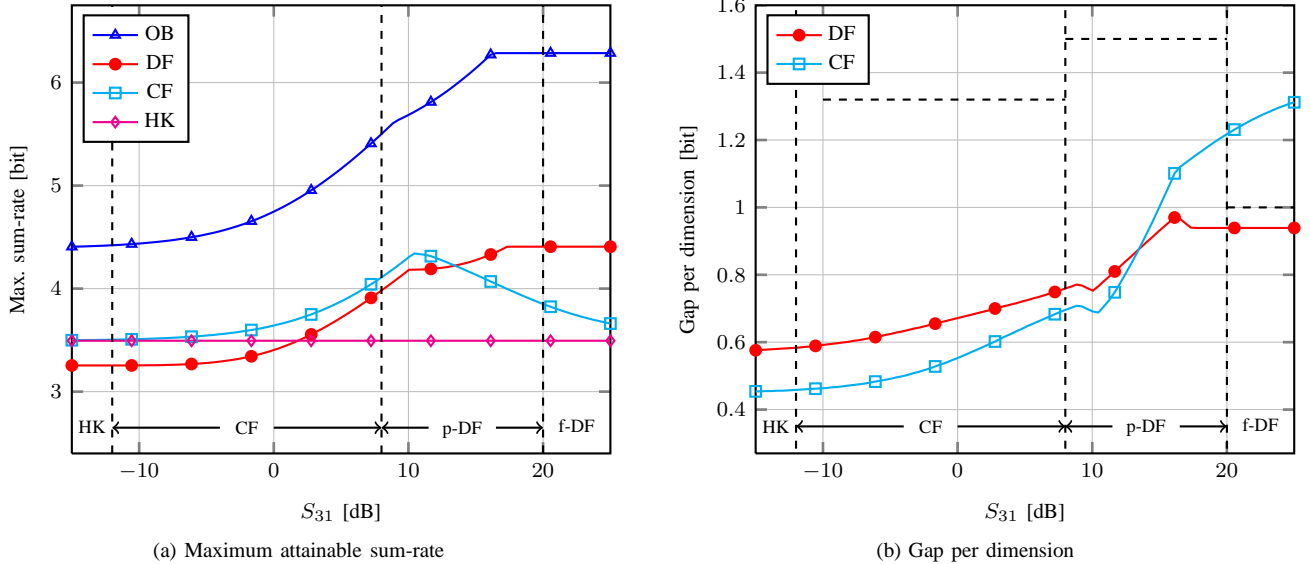 OB
DF
CF
HK
6
5
4
3
Max. sum-rate [bit]
HK
CF
p-DF
f-DF
−10
0
10
20
S31 [dB]
(a) Maximum attainable sum-rate
DF
CF
1.6
1.4
1.2
1
0.8
0.6
0.4
Gap per dimension [bit]
HK
CF
p-DF
f-DF
−10
0
10
20
S31 [dB]
(b) Gap per dimension